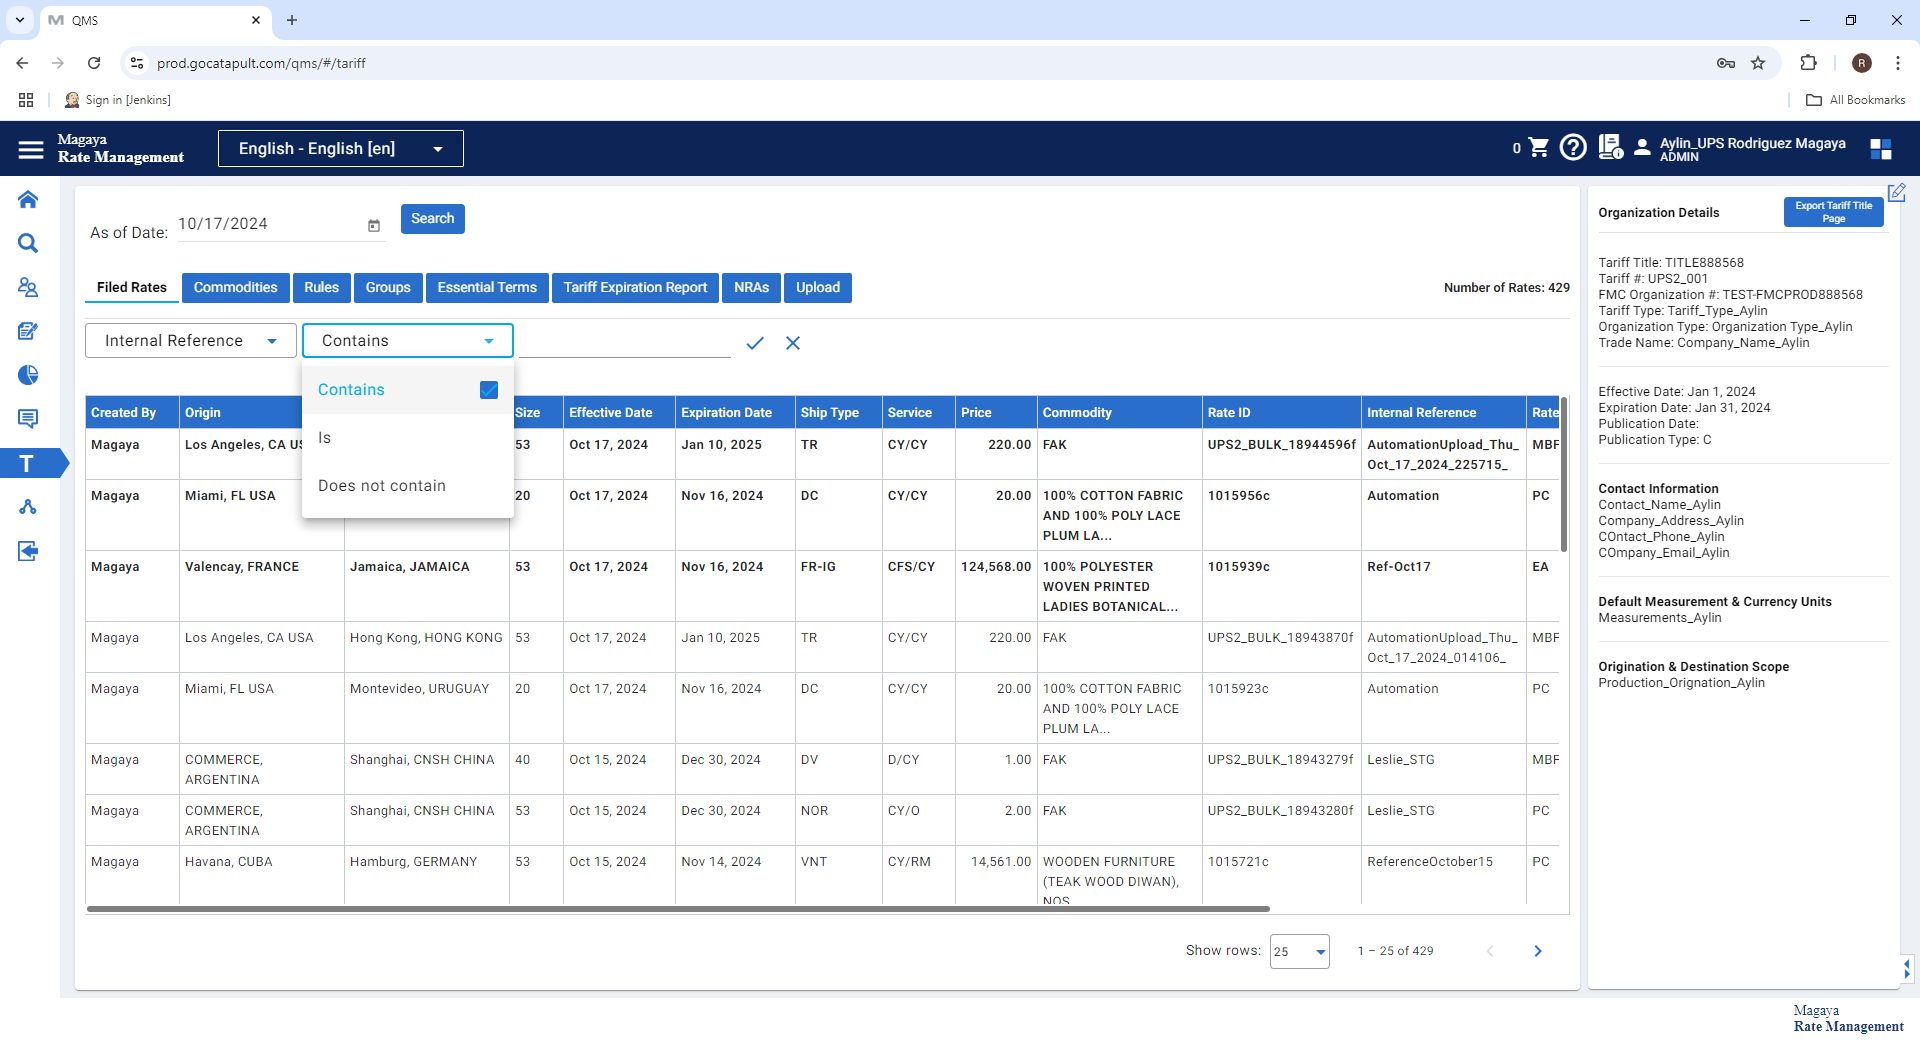 QMS
prod.gocatapult.com/qms/#/tariff
R
Sign in [Jenkins]
All Bookmarks
Magaya
Rate Management
English - English [en]
0
Aylin_UPS Rodriguez Magaya
ADMIN
As of Date:
10/17/2024
Search
Filed Rates
Commodities
Rules
Groups
Essential Terms
Tariff Expiration Report
NRAs
Upload
Number of Rates: 429
Internal Reference
Contains
Contains
Is
Does not contain
T
Created By Origin Size Effective Date Expiration Date Ship Type Service Price Commodity Rate ID Internal Reference Rate
Magaya Los Angeles, CA US 53 Oct 17, 2024 Jan 10, 2025 TR CY/CY 220.00 FAK UPS2_BULK_18944596f AutomationUpload_Thu_ MBF
Oct_17_2024_225715_
Magaya Miami, FL USA 20 Oct 17, 2024 Nov 16, 2024 DC CY/CY 20.00 100% COTTON FABRIC 1015956c Automation PC
AND 100% POLY LACE
PLUM LA...
Magaya Valencay, FRANCE Jamaica, JAMAICA 53 Oct 17, 2024 Nov 16, 2024 FR-IG CFS/CY 124,568.00 100% POLYESTER 1015939c Ref-Oct17 EA
WOVEN PRINTED
LADIES BOTANICAL...
Magaya Los Angeles, CA USA Hong Kong, HONG KONG 53 Oct 17, 2024 Jan 10, 2025 TR CY/CY 220.00 FAK UPS2_BULK_18943870f AutomationUpload_Thu_ MBF
Oct_17_2024_014106_
Magaya Miami, FL USA Montevideo, URUGUAY 20 Oct 17, 2024 Nov 16, 2024 DC CY/CY 20.00 100% COTTON FABRIC 1015923c Automation PC
AND 100% POLY LACE
PLUM LA...
Magaya COMMERCE, Shanghai, CNSH CHINA 40 Oct 15, 2024 Dec 30, 2024 DV D/CY 1.00 FAK UPS2_BULK_18943279f Leslie_STG MBF
ARGENTINA
Magaya COMMERCE, Shanghai, CNSH CHINA 53 Oct 15, 2024 Dec 30, 2024 NOR CY/O 2.00 FAK UPS2_BULK_18943280f Leslie_STG PC
ARGENTINA
Magaya Havana, CUBA Hamburg, GERMANY 53 Oct 15, 2024 Nov 14, 2024 VNT CY/RM 14,561.00 WOODEN FURNITURE 1015721c ReferenceOctober15 PC
(TEAK WOOD DIWAN),
NOS
Show rows: 25 1 – 25 of 429
Organization Details
Export Tariff Title
Page
Tariff Title: TITLE888568
Tariff #: UPS2_001
FMC Organization #: TEST-FMCPROD888568
Tariff Type: Tariff_Type_Aylin
Organization Type: Organization Type_Aylin
Trade Name: Company_Name_Aylin
Effective Date: Jan 1, 2024
Expiration Date: Jan 31, 2024
Publication Date:
Publication Type: C
Contact Information
Contact_Name_Aylin
Company_Address_Aylin
COntact_Phone_Aylin
COmpany_Email_Aylin
Default Measurement & Currency Units
Measurements_Aylin
Origination & Destination Scope
Production_Orignation_Aylin
Magaya
Rate Management